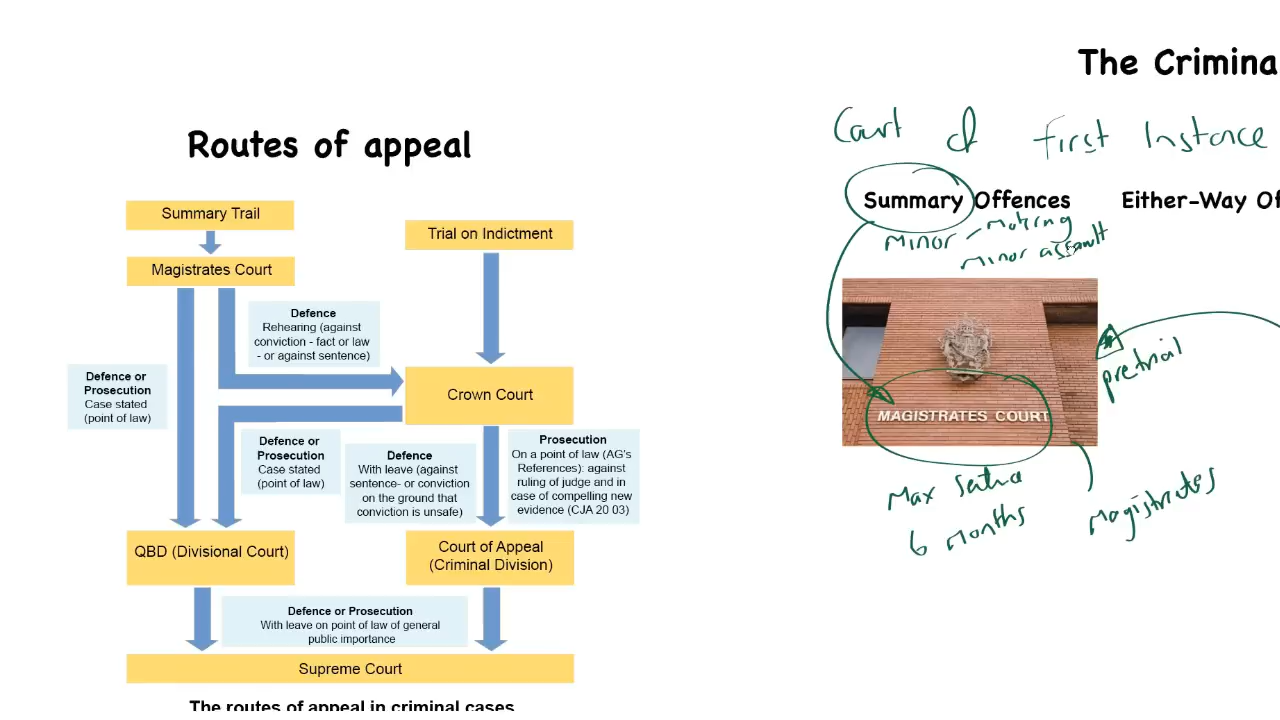 Routes of appeal
Summary Trail
Magistrates Court
Trial on Indictment
Defence
Rehearing (against
conviction - fact or law
- or against sentence)
Defence or
Prosecution
Case stated
(point of law)
Crown Court
Defence or
Prosecution
Case stated
(point of law)
Defence
With leave (against
sentence- or conviction
on the ground that
conviction is unsafe)
Prosecution
On a point of law (AG's
References): against
ruling of judge and in
case of compelling new
evidence (CJA 20 03)
QBD (Divisional Court)
Court of Appeal
(Criminal Division)
Defence or Prosecution
With leave on point of law of general
public importance
Supreme Court
The routes of appeal in criminal cases
The Crimina
Court of first Instance
Summary Offences
Either-Way Of
Minor - motoring
Minor assault
pretrial
MAGISTRATES COURT
Max
6 months
Magistrates